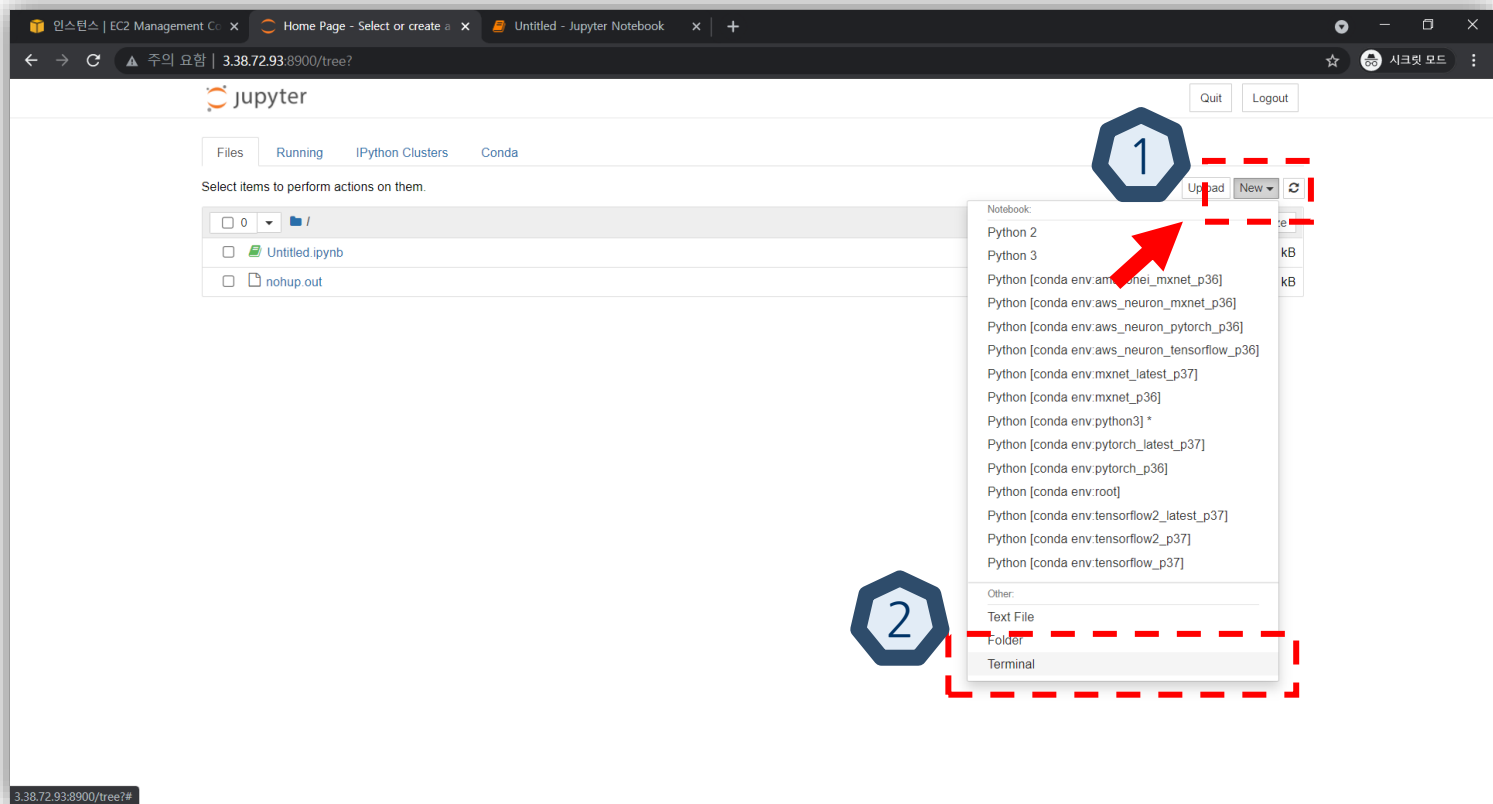 인스턴스 | EC2 Management Co
Home Page - Select or create a
Untitled - Jupyter Notebook
주의 요함 | 3.38.72.93:8900/tree?
시크릿 모드
jupyter
Quit
Logout
Files
Running
IPython Clusters
Conda
1
Select items to perform actions on them.
Upload
New
0
/
Untitled.ipynb
kB
nohup.out
kB
Notebook:
Python 2
Python 3
Python [conda env:aws_neuron_mxnet_p36]
Python [conda env:aws_neuron_pytorch_p36]
Python [conda env:aws_neuron_tensorflow_p36]
Python [conda env:mxnet_latest_p37]
Python [conda env:mxnet_p36]
Python [conda env:python3] *
Python [conda env:pytorch_latest_p37]
Python [conda env:pytorch_p36]
Python [conda env:root]
Python [conda env:tensorflow2_latest_p37]
Python [conda env:tensorflow2_p37]
Python [conda env:tensorflow_p37]
Other:
2
Text File
Folder
Terminal
3.38.72.93:8900/tree?#